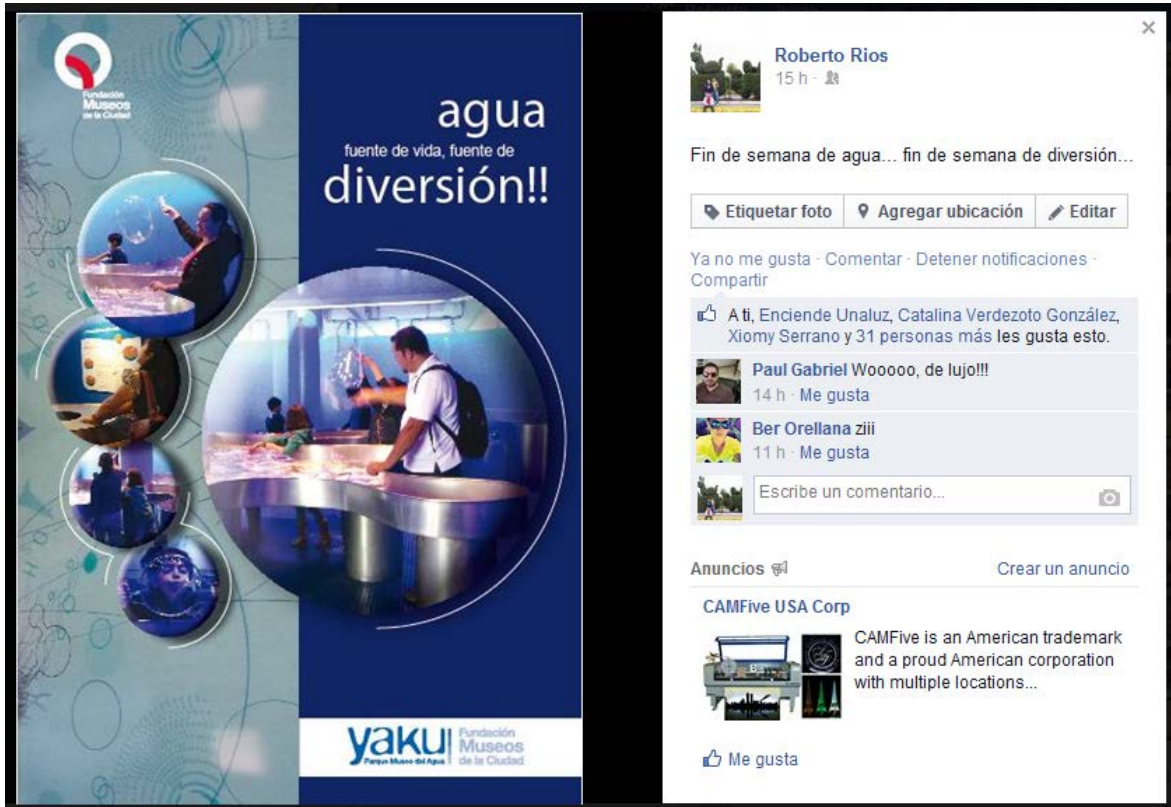 Fundación
Museos
de la Ciudad
agua
fuente de vida, fuente de
diversión!!
yaku
Parque Museo del Agua
Fundación
Museos
de la Ciudad
Roberto Rios
15 h ·
Fin de semana de agua... fin de semana de diversión...
Etiquetar foto Agregar ubicación Editar
Ya no me gusta · Comentar · Detener notificaciones ·
Compartir
A ti, Enciende Unaluz, Catalina Verdezoto González,
Xiomy Serrano y 31 personas más les gusta esto.
Paul Gabriel Wooooo, de lujo!!!
14 h · Me gusta
Ber Orellana ziii
11 h · Me gusta
Escribe un comentario...
Anuncios Crear un anuncio
CAMFive USA Corp
CAMFive is an American trademark
and a proud American corporation
with multiple locations...
Me gusta